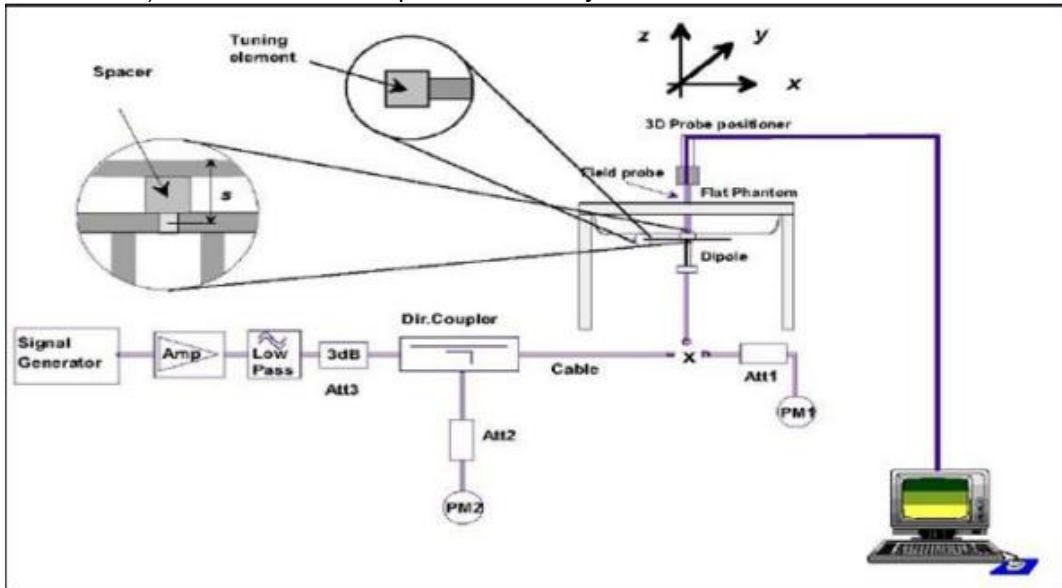 Tuning
element
Spacer
s
z
y
x
3D Probe positioner
Field probe
Flat Phantom
Dipole
Signal
Generator
Amp
Low
Pass
3dB
Att3
Dir.Coupler
Cable
x
Att1
PM1
Att2
PM2